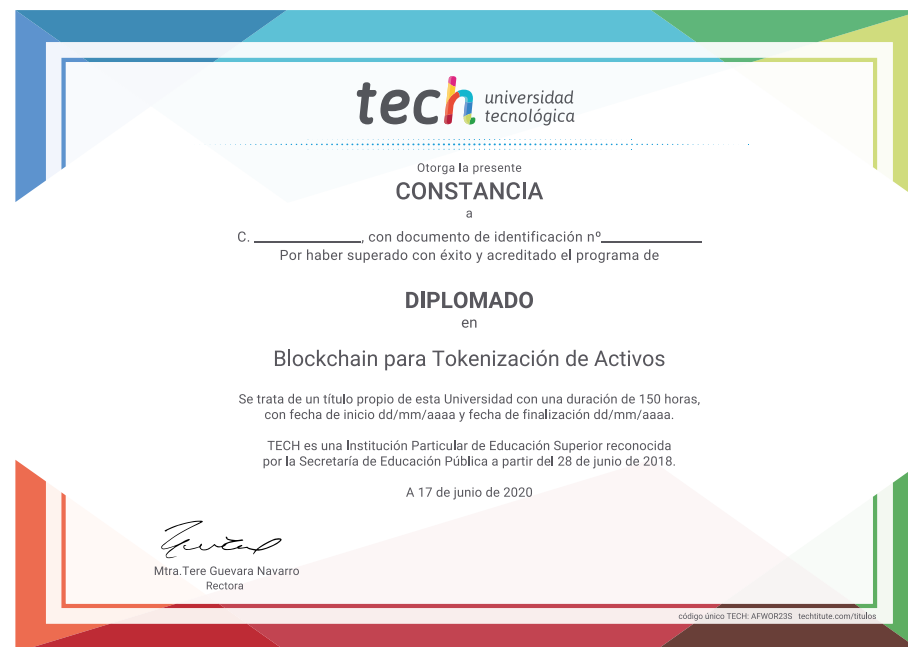 tech universidad
tecnológica
Otorga la presente
CONSTANCIA
a
C. ____________, con documento de identificación nº____________
Por haber superado con éxito y acreditado el programa de
DIPLOMADO
en
Blockchain para Tokenización de Activos
Se trata de un título propio de esta Universidad con una duración de 150 horas,
con fecha de inicio dd/mm/aaaa y fecha de finalización dd/mm/aaaa.
TECH es una Institución Particular de Educación Superior reconocida
por la Secretaría de Educación Pública a partir del 28 de junio de 2018.
A 17 de junio de 2020
Mtra.Tere Guevara Navarro
Rectora
código único TECH: AFWOR23S techtitute.com/titulos